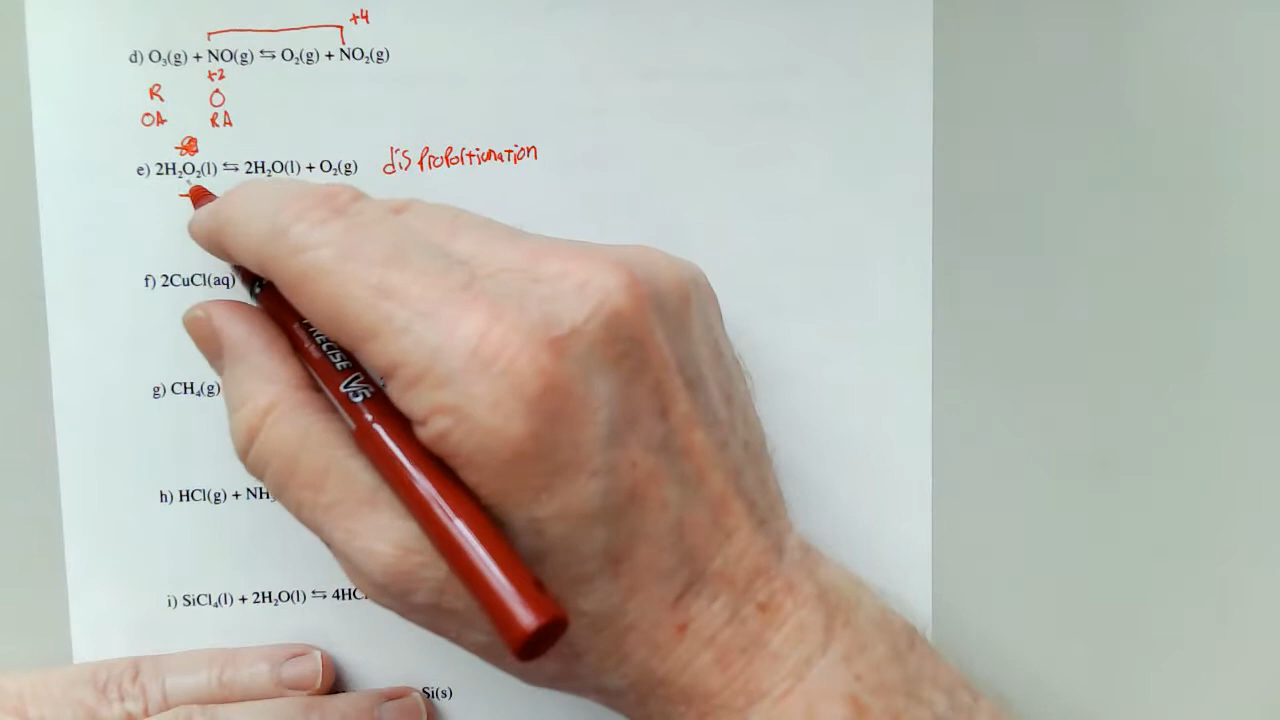 +4
d) O₃(g) + NO(g) ⇆ O₂(g) + NO₂(g)
+2
R O
OA RA
e) 2H₂O₂(l) ⇆ 2H₂O(l) + O₂(g) disproportionation
f) 2CuCl(aq)
g) CH₄(g)
PRECISE V5
h) HCl(g) + NH₃
i) SiCl₄(l) + 2H₂O(l) ⇆ 4HC
Si(s)